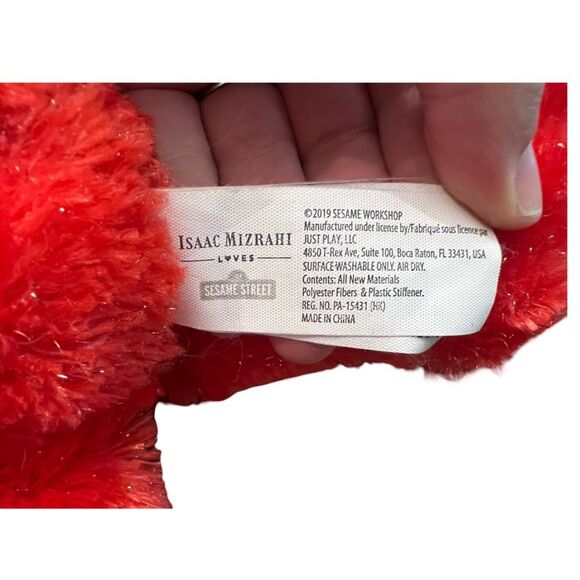 ISAAC MIZRAHI
LOVES
SESAME STREET
©2019 SESAME WORKSHOP
Manufactured under license by/Fabriqué sous licence par
JUST PLAY, LLC
4850 T-Rex Ave, Suite 100, Boca Raton, FL 33431, USA
SURFACE WASHABLE ONLY. AIR DRY.
Contents: All New Materials
Polyester Fibers & Plastic Stiffener.
REG. NO. PA-15431 (HK)
MADE IN CHINA